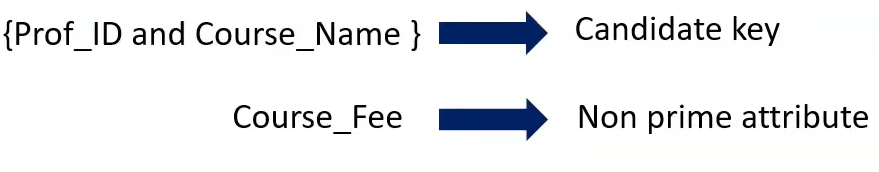 {Prof_ID and Course_Name } Candidate key
Course_Fee Non prime attribute